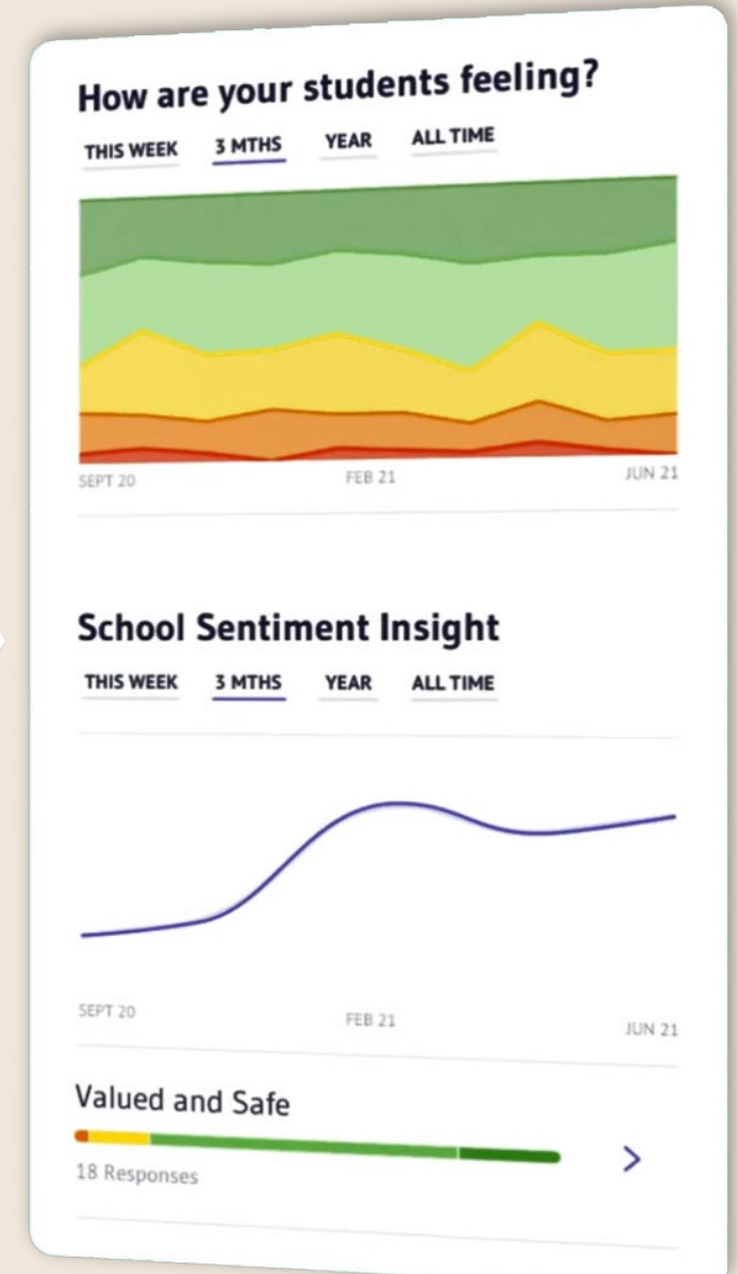 How are your students feeling?
THIS WEEK 3 MTHS YEAR ALL TIME
SEPT 20 FEB 21 JUN 21
School Sentiment Insight
THIS WEEK 3 MTHS YEAR ALL TIME
SEPT 20 FEB 21 JUN 21
Valued and Safe
18 Responses